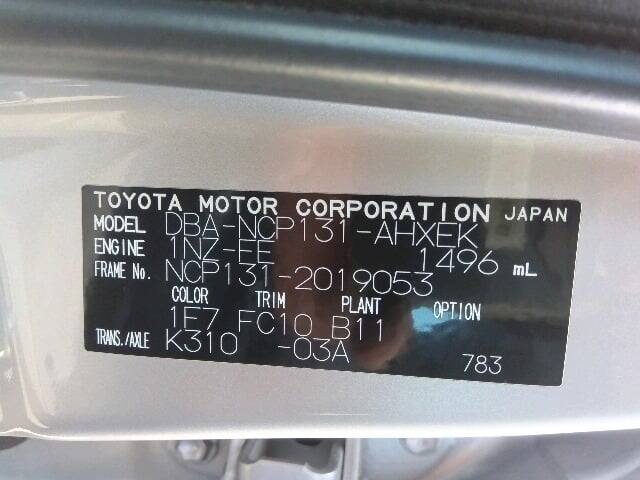 TOYOTA MOTOR CORPORATION JAPAN
MODEL DBA-NCP131-AHXEK
ENGINE 1NZ-FE 1496 mL
FRAME No. NCP131-2019053
COLOR TRIM PLANT OPTION
1F7 FC10 B11
TRANS./AXLE K310 -03A 783